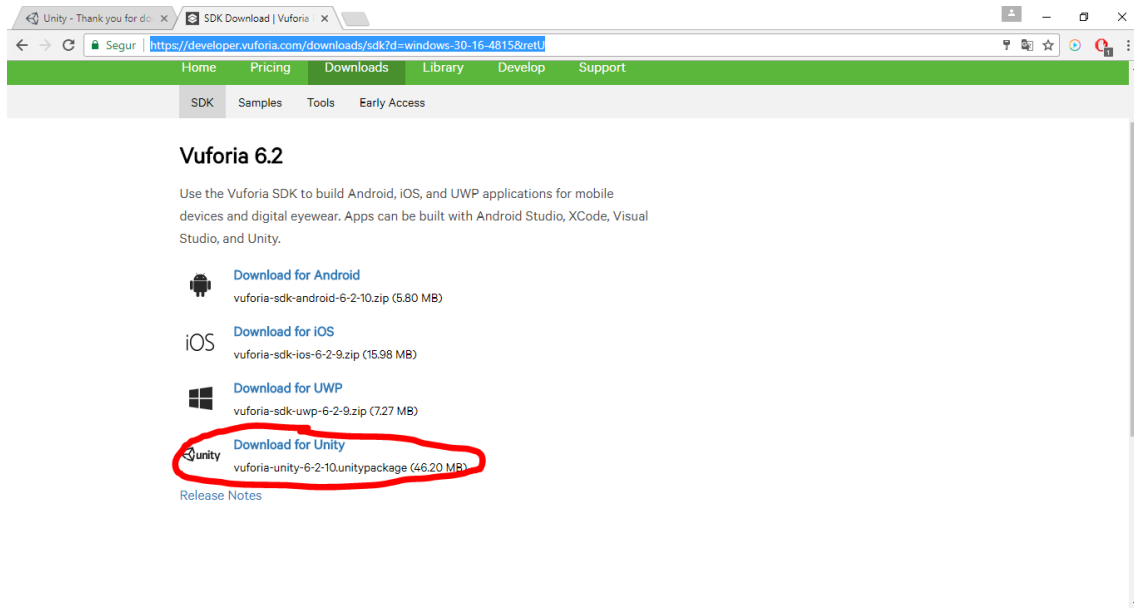 Unity - Thank you for do
SDK Download | Vuforia
Segur
https://developer.vuforia.com/downloads/sdk?d=windows-30-16-4815&retU
1
Home Pricing Downloads Library Develop Support
SDK Samples Tools Early Access
Vuforia 6.2
Use the Vuforia SDK to build Android, iOS, and UWP applications for mobile
devices and digital eyewear. Apps can be built with Android Studio, XCode, Visual
Studio, and Unity.
Download for Android
vuforia-sdk-android-6-2-10.zip (5.80 MB)
iOS
Download for iOS
vuforia-sdk-ios-6-2-9.zip (15.98 MB)
Download for UWP
vuforia-sdk-uwp-6-2-9.zip (7.27 MB)
unity
Download for Unity
vuforia-unity-6-2-10.unitypackage (46.20 MB)
Release Notes